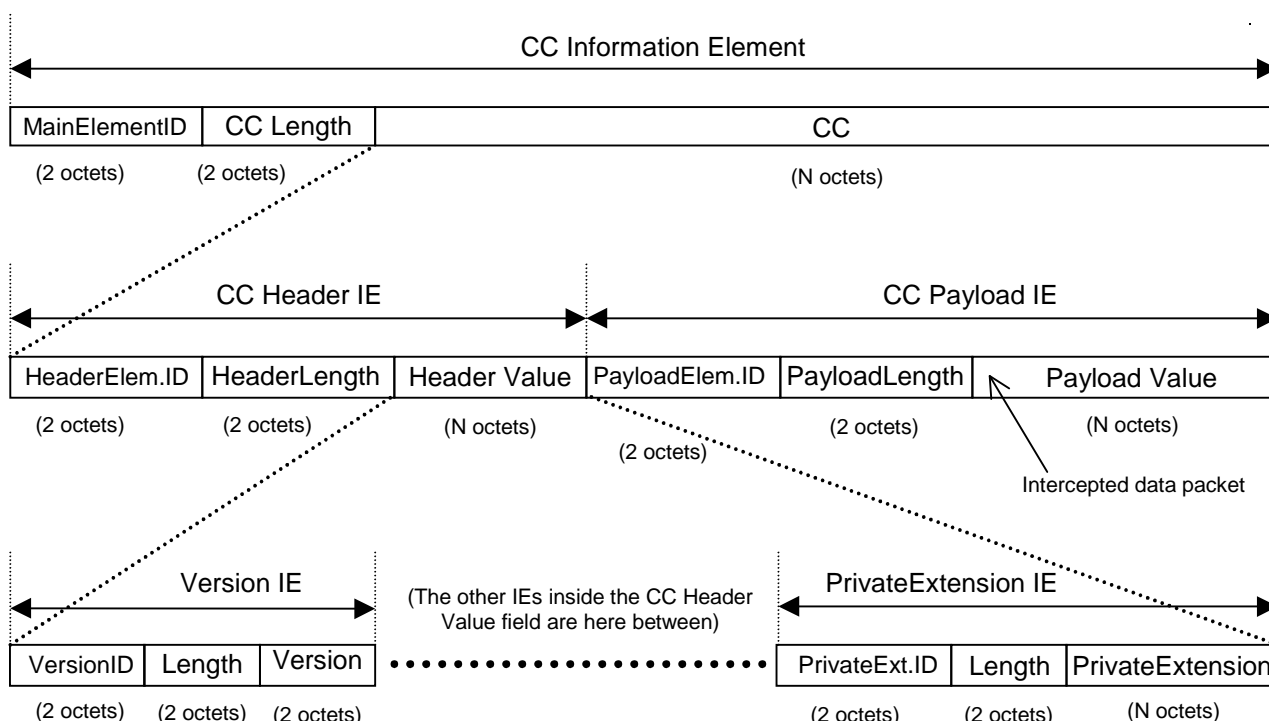 CC Information Element
MainElementID CC Length CC
(2 octets) (2 octets) (N octets)
CC Header IE CC Payload IE
HeaderElem.ID HeaderLength Header Value PayloadElem.ID PayloadLength Payload Value
(2 octets) (2 octets) (N octets) (2 octets) (2 octets) (N octets)
Intercepted data packet
Version IE
(The other IEs inside the CC Header
Value field are here between)
PrivateExtension IE
VersionID Length Version PrivateExt.ID Length PrivateExtension
(2 octets) (2 octets) (2 octets) (2 octets) (2 octets) (N octets)